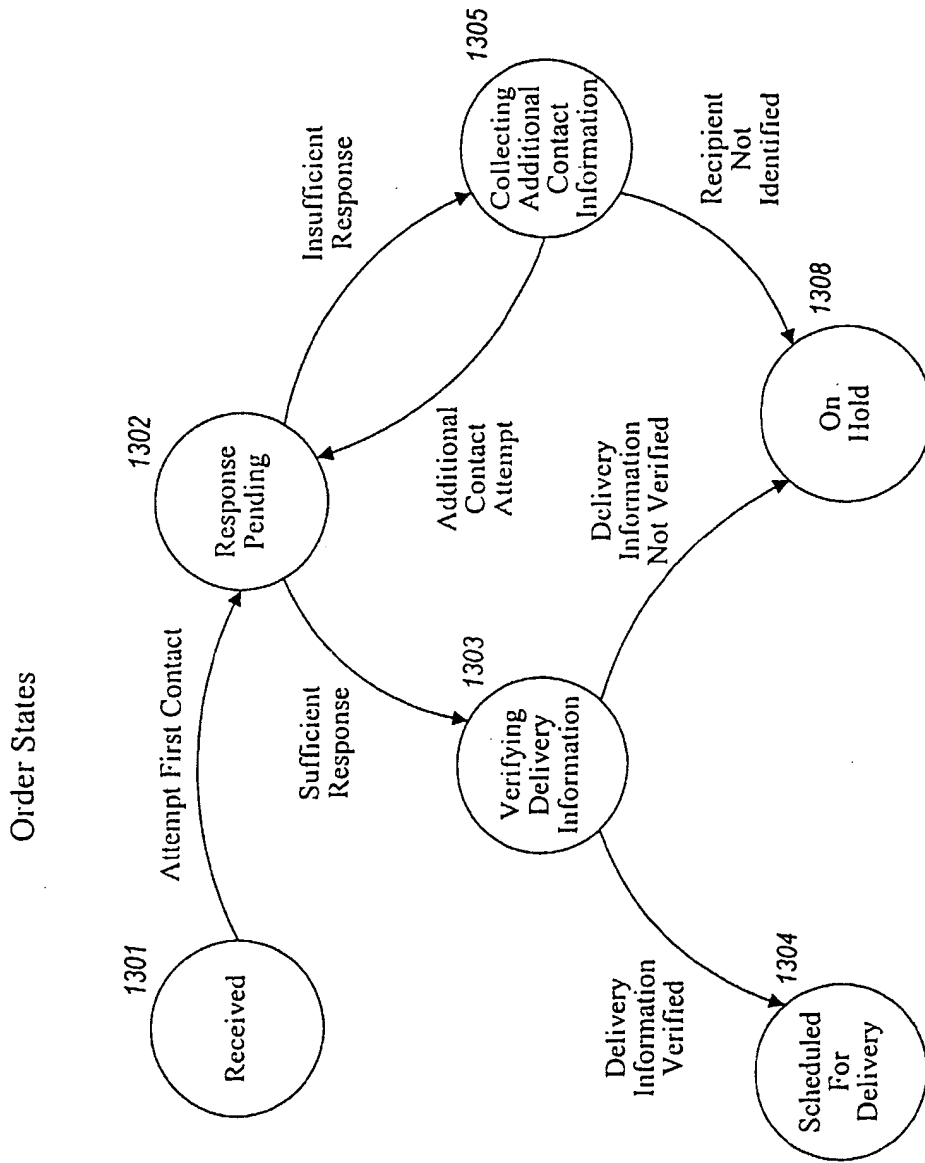 Order States
1301
Received
Attempt First Contact
1302
Response
Pending
Insufficient
Response
1305
Collecting
Additional
Contact
Information
Additional
Contact
Attempt
Sufficient
Response
1303
Verifying
Delivery
Information
Recipient
Not
Identified
Delivery
Information
Not Verified
1308
On
Hold
Delivery
Information
Verified
1304
Scheduled
For
Delivery